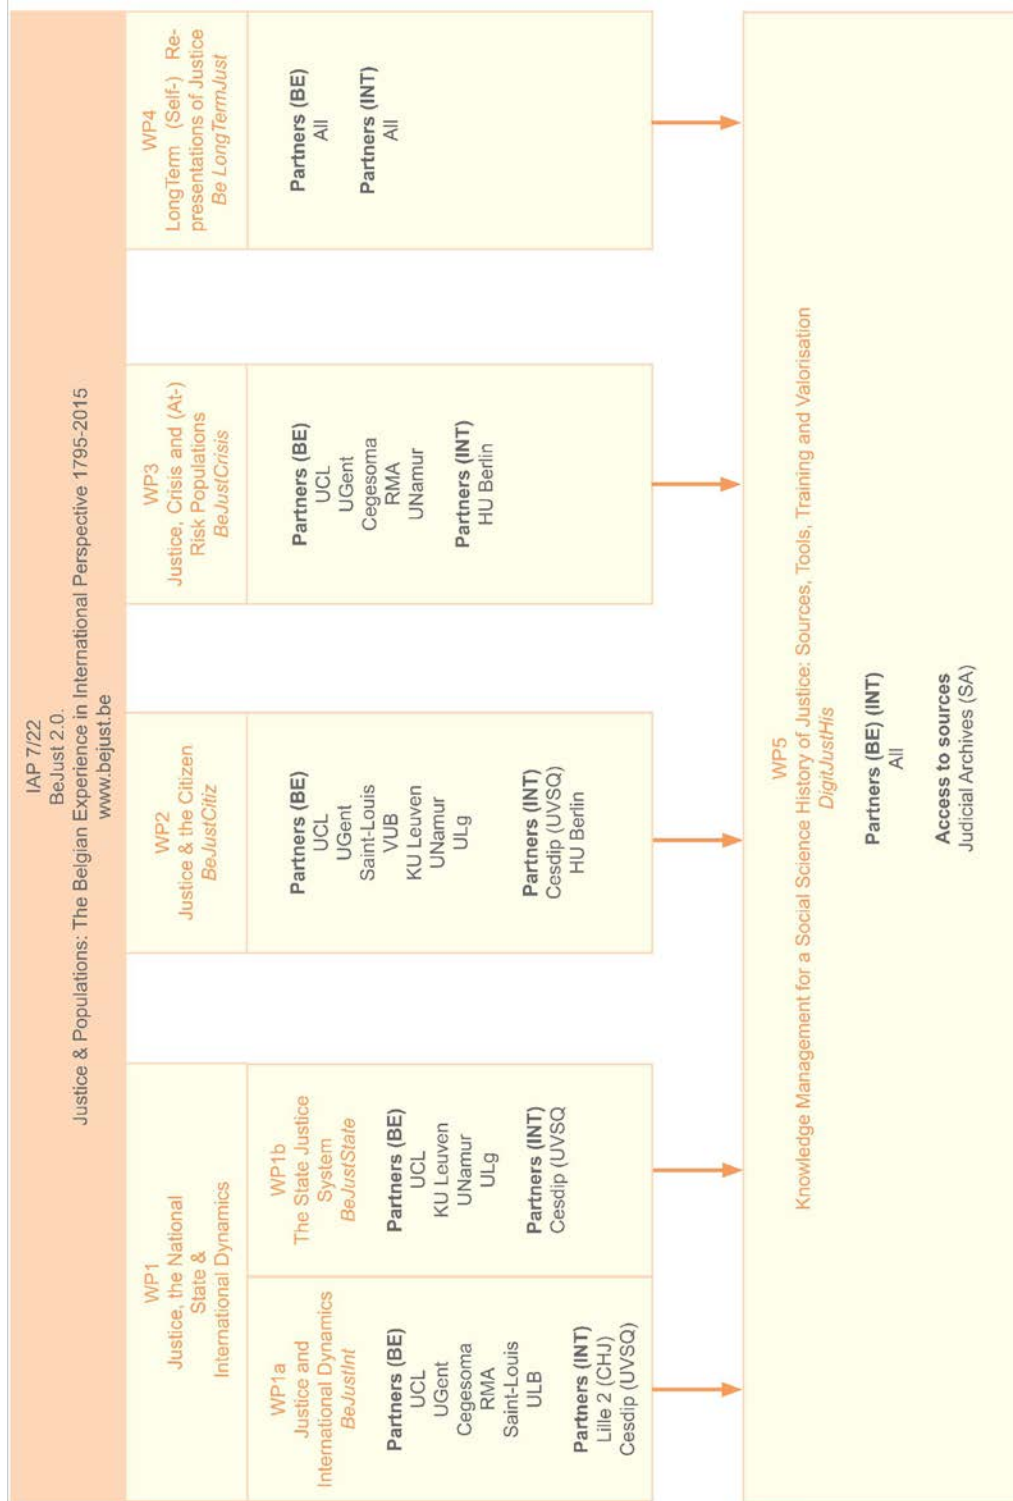 IAP 7/22
BeJust 2.0.
Justice & Populations: The Belgian Experience in International Perspective 1795-2015
www.bejust.be
WP1
Justice, the National
State &
International Dynamics
WP1a
Justice and
International Dynamics
BeJustInt
Partners (BE)
UCL
UGent
Cegesoma
RMA
Saint-Louis
ULB
Partners (INT)
Lille 2 (CHJ)
Cesdip (UVSQ)
WP1b
The State Justice
System
BeJustState
Partners (BE)
UCL
KU Leuven
UNamur
ULg
Partners (INT)
Cesdip (UVSQ
WP2
Justice & the Citizen
BeJustCitiz
Partners (BE)
UCL
UGent
Saint-Louis
VUB
KU Leuven
UNamur
ULg
Partners (INT)
Cesdip (UVSQ)
HU Berlin
WP3
Justice, Crisis and (At-)
Risk Populations
BeJustCrisis
Partners (BE)
UCL
UGent
Cegesoma
RMA
UNamur
Partners (INT)
HU Berlin
WP4
LongTerm (Self-) Re-
presentations of Justice
Be LongTermJust
Partners (BE)
All
Partners (INT)
All
WP5
Knowledge Management for a Social Science History of Justice: Sources, Tools, Training and Valorisation
DigitJustHis
Partners (BE) (INT)
All
Access to sources
Judicial Archives (SA)